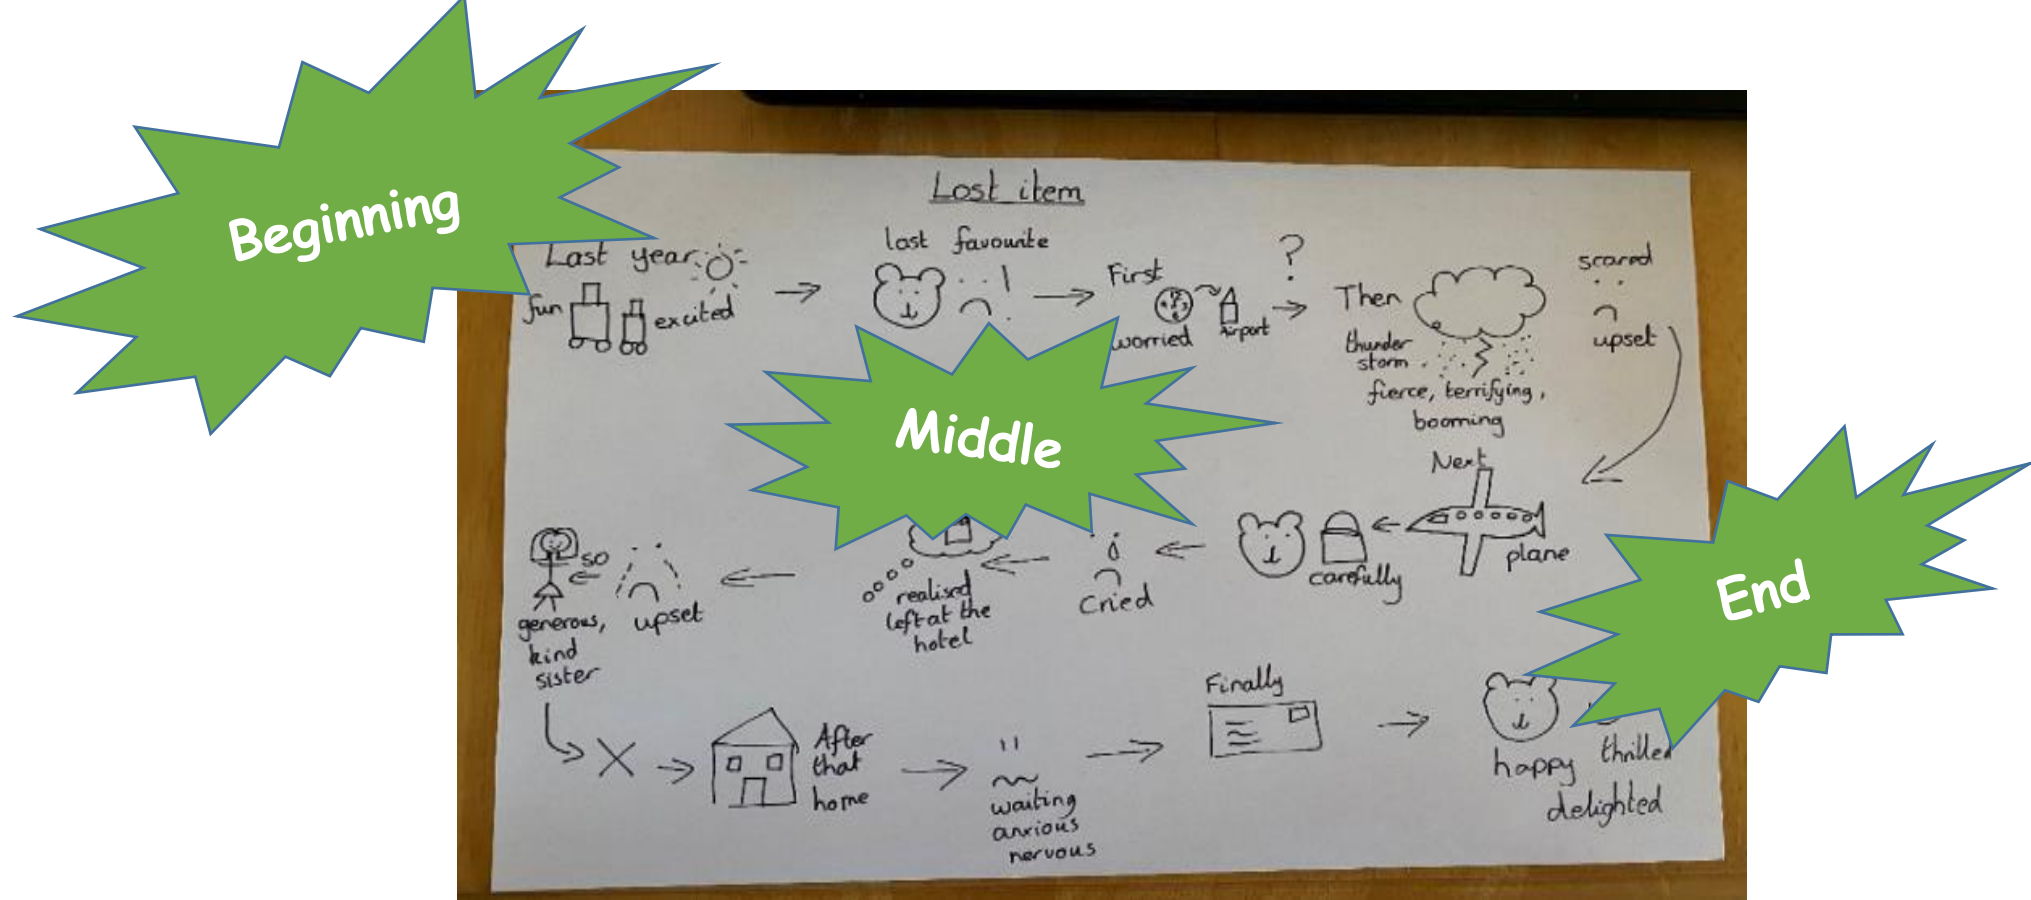 Beginning
Lost item
Last year
fun
excited
last favourite
!
First
worried
Airport
?
Then
thunder
storm
fierce, terrifying,
booming
scared
upset
Middle
Next
plane
carefully
cried
realised
left at the
hotel
upset
so
generous,
kind
sister
End
After
that
home
waiting
anxious
nervous
Finally
happy
thrilled
delighted